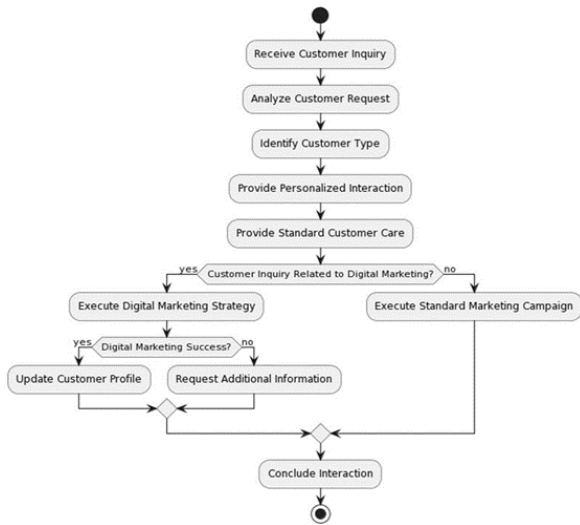 Receive Customer Inquiry
Analyze Customer Request
Identify Customer Type
Provide Personalized Interaction
Provide Standard Customer Care
yes
Customer Inquiry Related to Digital Marketing?
no
Execute Digital Marketing Strategy
Execute Standard Marketing Campaign
yes
Digital Marketing Success?
no
Update Customer Profile
Request Additional Information
Conclude Interaction